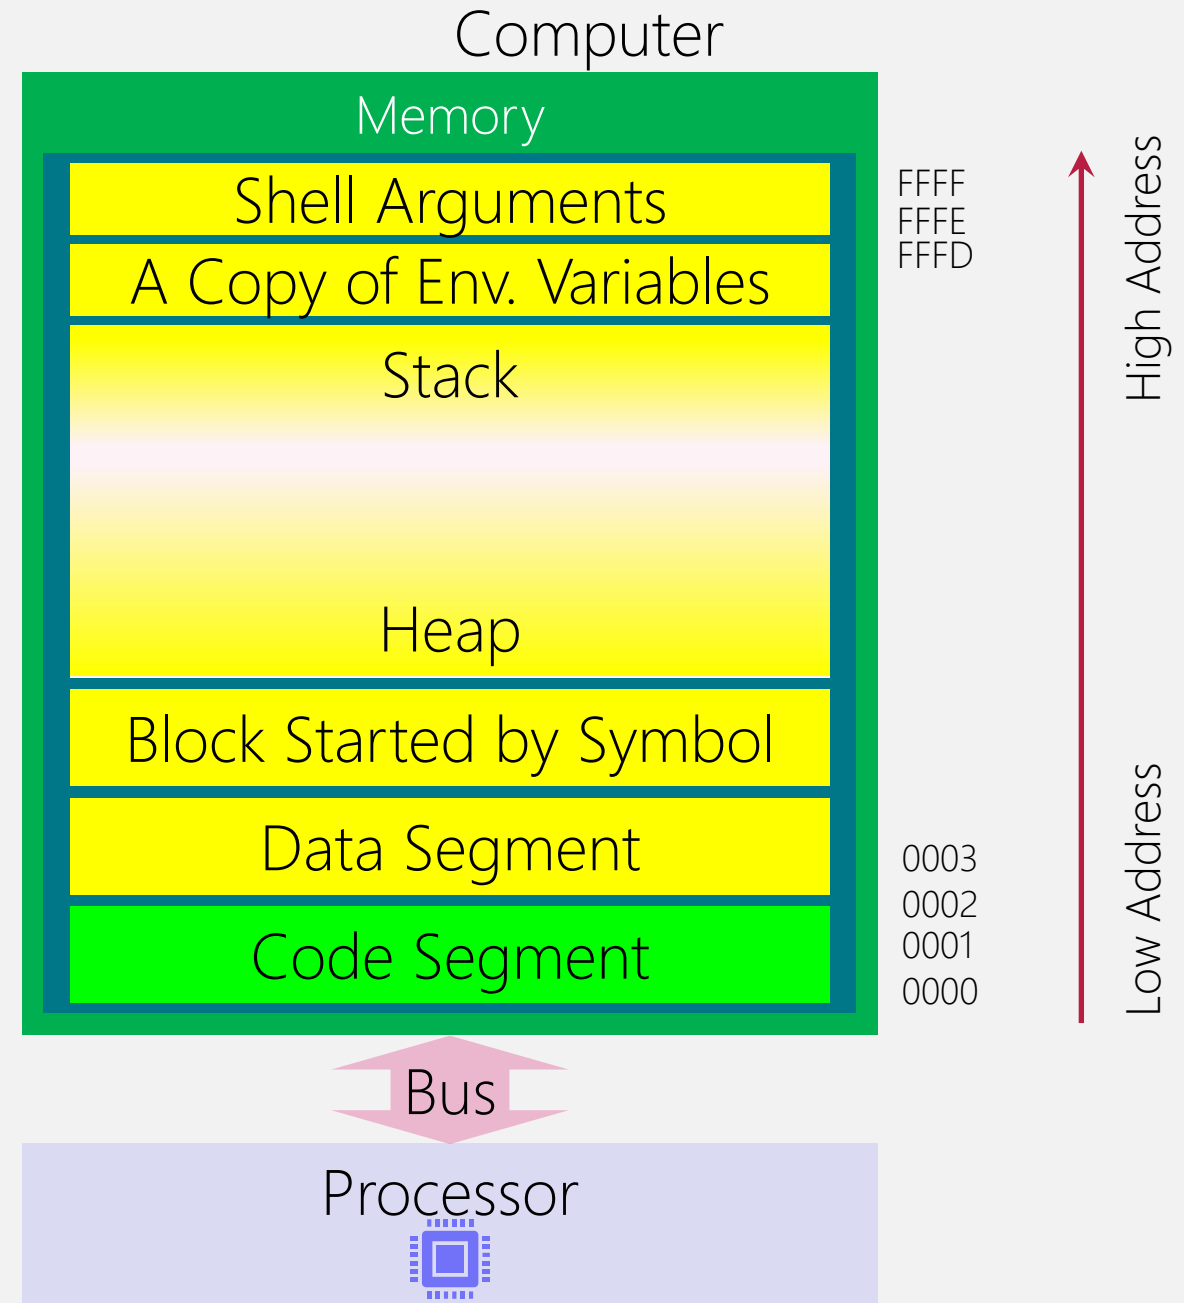 Computer
Memory
Shell Arguments
A Copy of Env. Variables
Stack
Heap
Block Started by Symbol
Data Segment
Code Segment
FFFF
FFFE
FFFD
0003
0002
0001
0000
High Address
Low Address
Bus
Processor